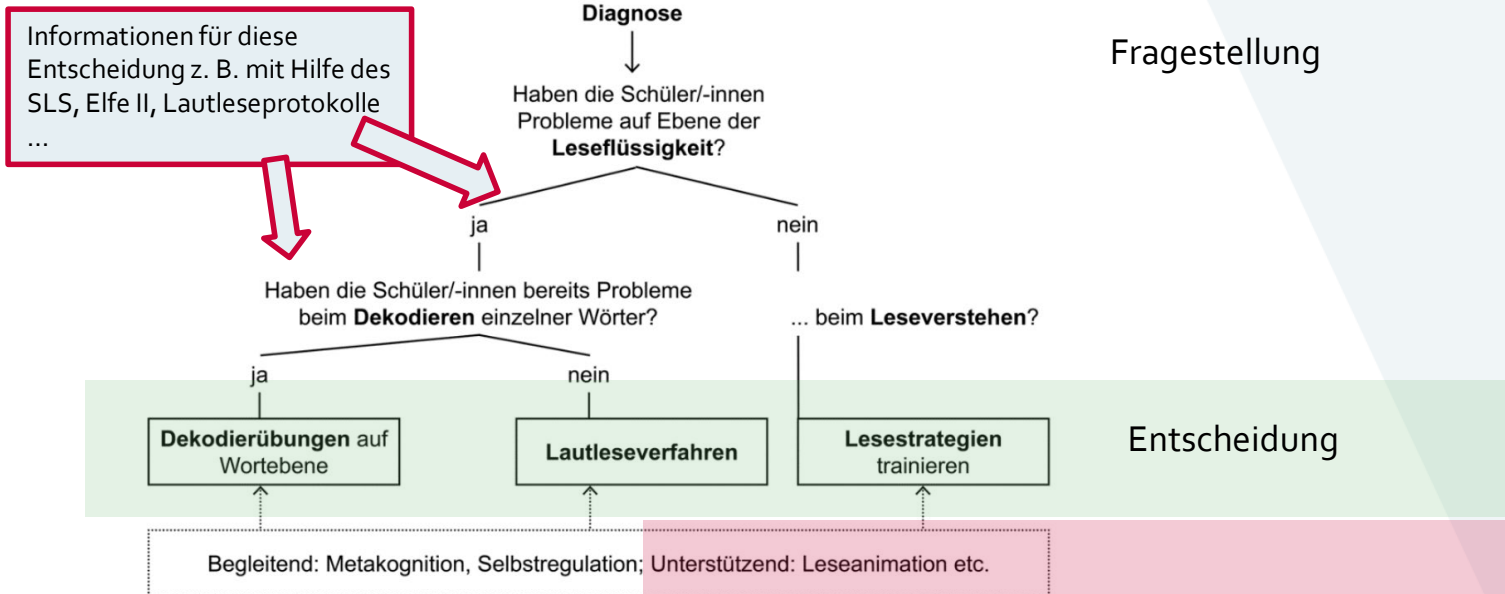 Informationen für diese
Entscheidung z. B. mit Hilfe des
SLS, Elfe II, Lautleseprotokolle
...
Diagnose
Fragestellung
Haben die Schüler/-innen
Probleme auf Ebene der
Leseflüssigkeit?
ja
nein
Haben die Schüler/-innen bereits Probleme
beim Dekodieren einzelner Wörter?
... beim Leseverstehen?
ja
nein
Dekodierübungen auf
Wortebene
Lautleseverfahren
Lesestrategien
trainieren
Entscheidung
Begleitend: Metakognition, Selbstregulation; Unterstützend: Leseanimation etc.